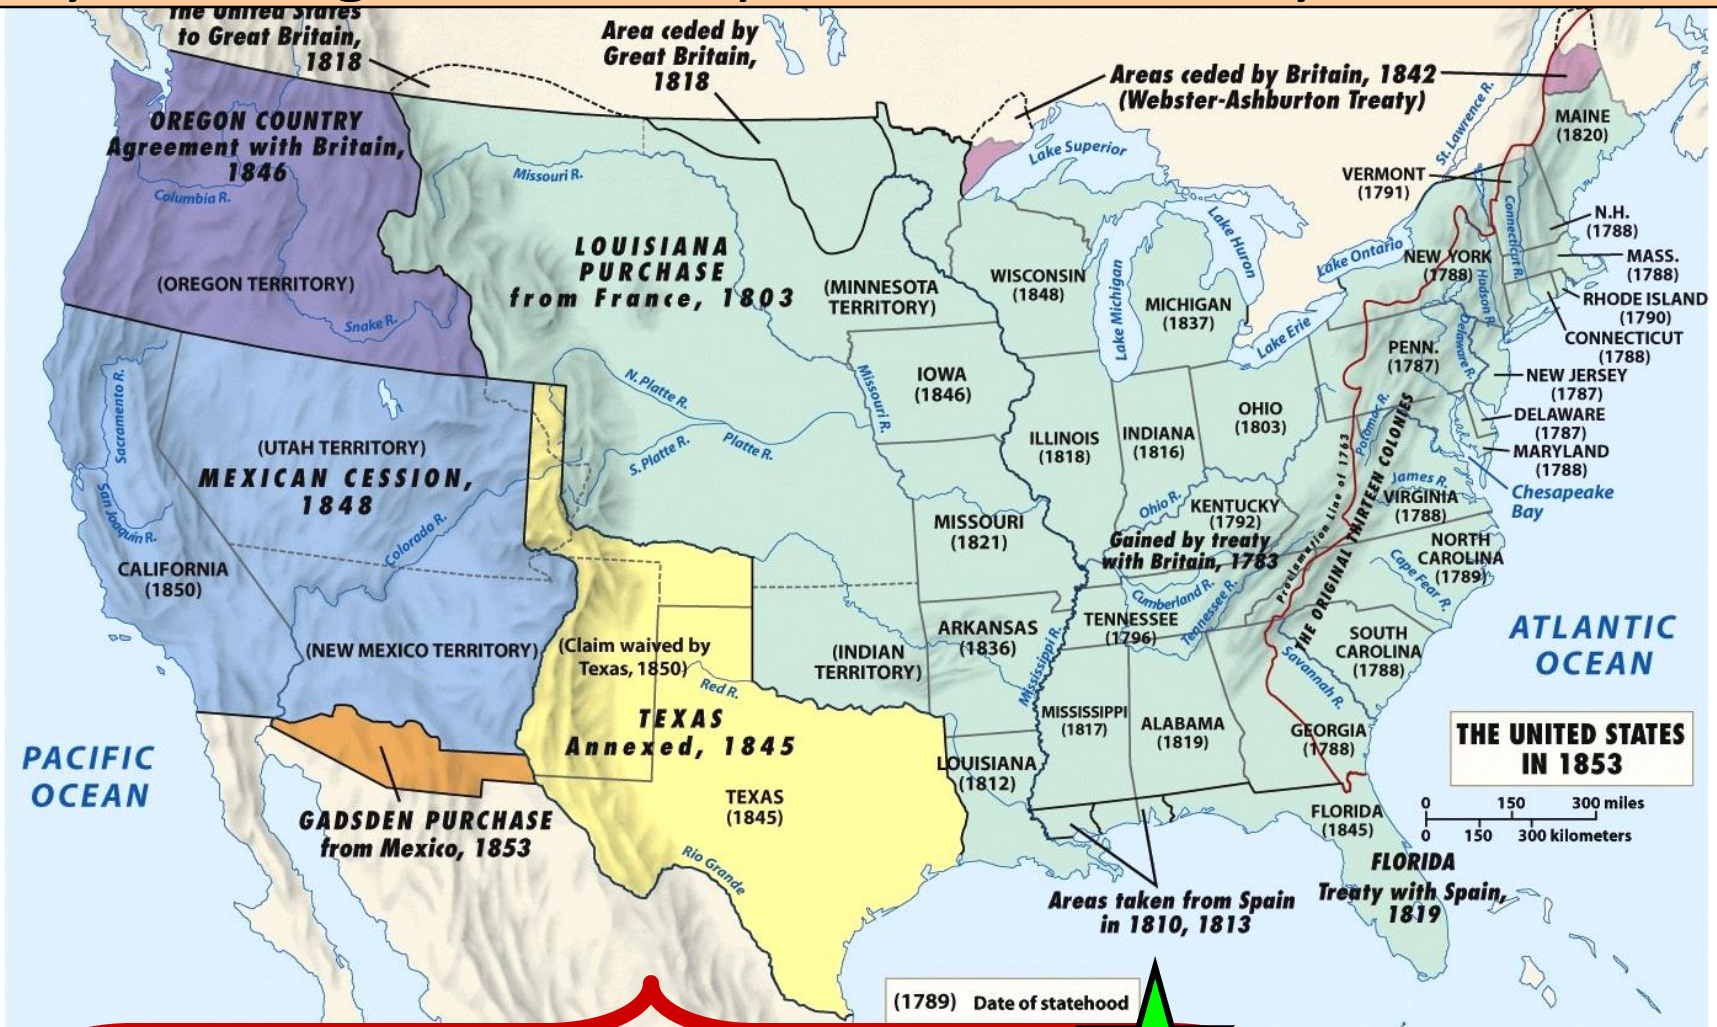 the United States
to Great Britain,
1818
Area ceded by
Great Britain,
1818
Areas ceded by Britain, 1842
(Webster-Ashburton Treaty)
St. Lawrence R.
MAINE
(1820)
OREGON COUNTRY
Agreement with Britain,
1846
Columbia R.
(OREGON TERRITORY)
Snake R.
Missouri R.
LOUISIANA
PURCHASE
from France, 1803
(MINNESOTA
TERRITORY)
Lake Superior
WISCONSIN
(1848)
Lake Michigan
MICHIGAN
(1837)
Lake Huron
Lake Ontario
Lake Erie
VERMONT
(1791)
Connecticut R.
N.H.
(1788)
NEW YORK
(1788)
Hudson R.
MASS.
(1788)
RHODE ISLAND
(1790)
CONNECTICUT
(1788)
PENN.
(1787)
Delaware R.
NEW JERSEY
(1787)
DELAWARE
(1787)
MARYLAND
(1788)
Chesapeake
Bay
Potomac R.
James R.
VIRGINIA
(1788)
Sacramento R.
San Joaquin R.
(UTAH TERRITORY)
MEXICAN CESSION,
1848
Colorado R.
CALIFORNIA
(1850)
(NEW MEXICO TERRITORY)
N. Platte R.
S. Platte R.
Platte R.
Missouri R.
IOWA
(1846)
ILLINOIS
(1818)
INDIANA
(1816)
OHIO
(1803)
MISSOURI
(1821)
Ohio R.
KENTUCKY
(1792)
Gained by treaty
with Britain, 1783
Cumberland R.
Tennessee R.
TENNESSEE
(1796)
Proclamation Line of 1763
THE ORIGINAL THIRTEEN COLONIES
NORTH
CAROLINA
(1789)
Cape Fear R.
SOUTH
CAROLINA
(1788)
Savannah R.
GEORGIA
(1788)
ATLANTIC
OCEAN
(Claim waived by
Texas, 1850)
Red R.
(INDIAN
TERRITORY)
ARKANSAS
(1836)
Mississippi R.
MISSISSIPPI
(1817)
ALABAMA
(1819)
LOUISIANA
(1812)
TEXAS
Annexed, 1845
TEXAS
(1845)
Rio Grande
PACIFIC
OCEAN
GADSDEN PURCHASE
from Mexico, 1853
THE UNITED STATES
IN 1853
0 150 300 miles
0 150 300 kilometers
FLORIDA
(1845)
FLORIDA
Treaty with Spain,
1819
Areas taken from Spain
in 1810, 1813
(1789) Date of statehood